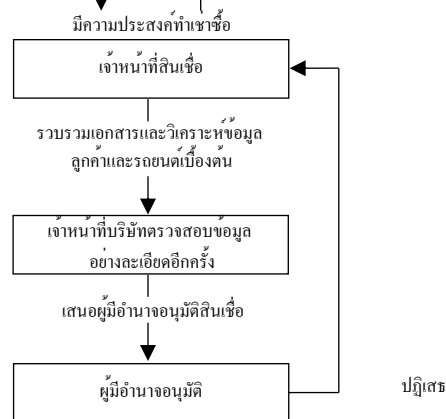 มีความประสงค์ทำเช่าซื้อ
เจ้าหน้าที่สินเชื่อ
รวบรวมเอกสารและวิเคราะห์ข้อมูล
ลูกค้าและรถยนต์เบื้องต้น
เจ้าหน้าที่บริษัทตรวจสอบข้อมูล
อย่างละเอียดอีกครั้ง
เสนอผู้มีอำนาจอนุมัติสินเชื่อ
ผู้มีอำนาจอนุมัติ
ปฏิเสธ